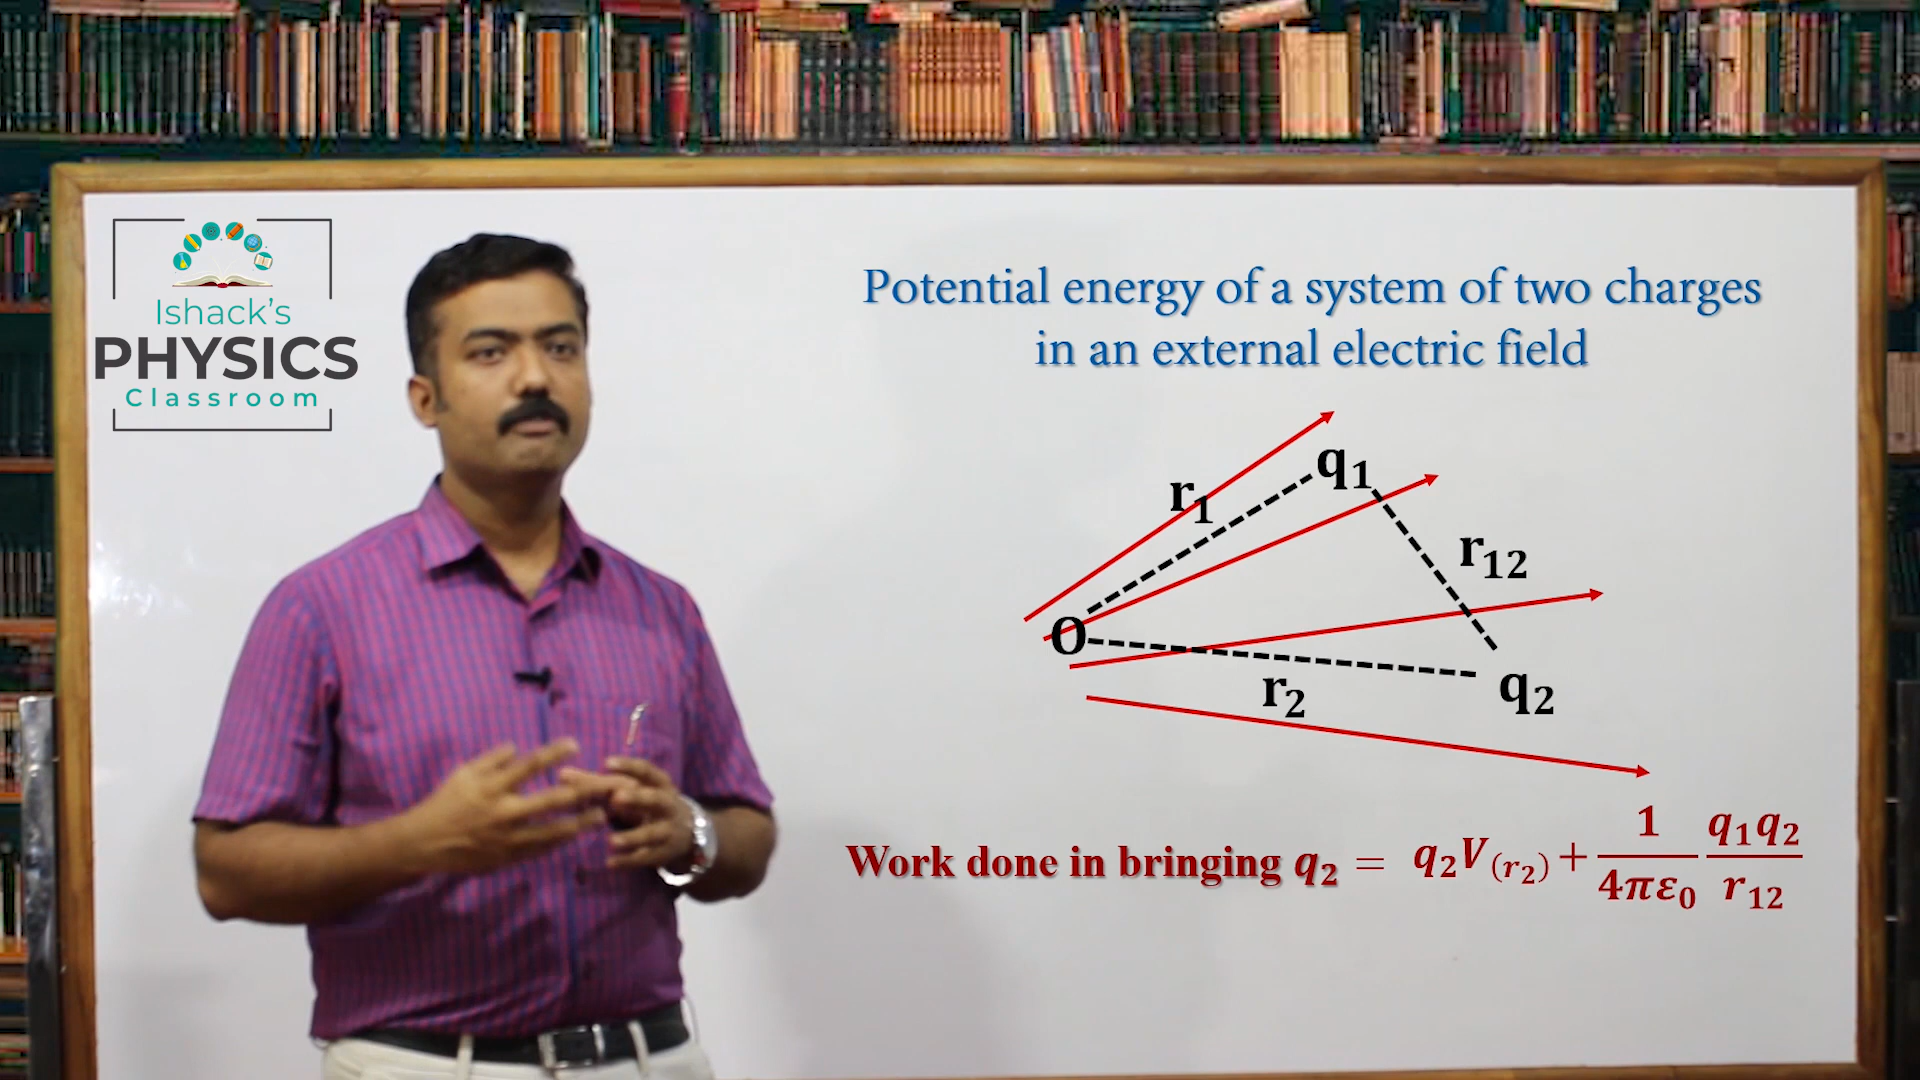 Ishack's
PHYSICS
Classroom
Potential energy of a system of two charges
in an external electric field
q₁
r₁
r₁₂
O
r₂
q₂
Work done in bringing q₂ = q₂V₍r₂₎ + 1/4πε₀ q₁q₂/r₁₂